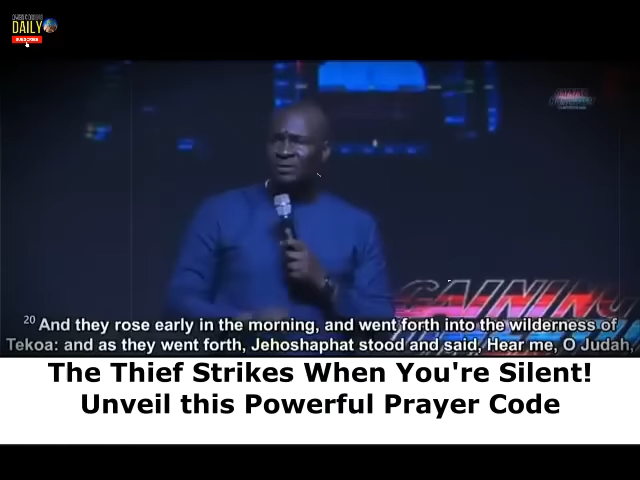 DAILY
SUBSCRIBE
GAINING
20 And they rose early in the morning, and went forth into the wilderness of
Tekoa: and as they went forth, Jehoshaphat stood and said, Hear me, O Judah,
The Thief Strikes When You're Silent!
Unveil this Powerful Prayer Code